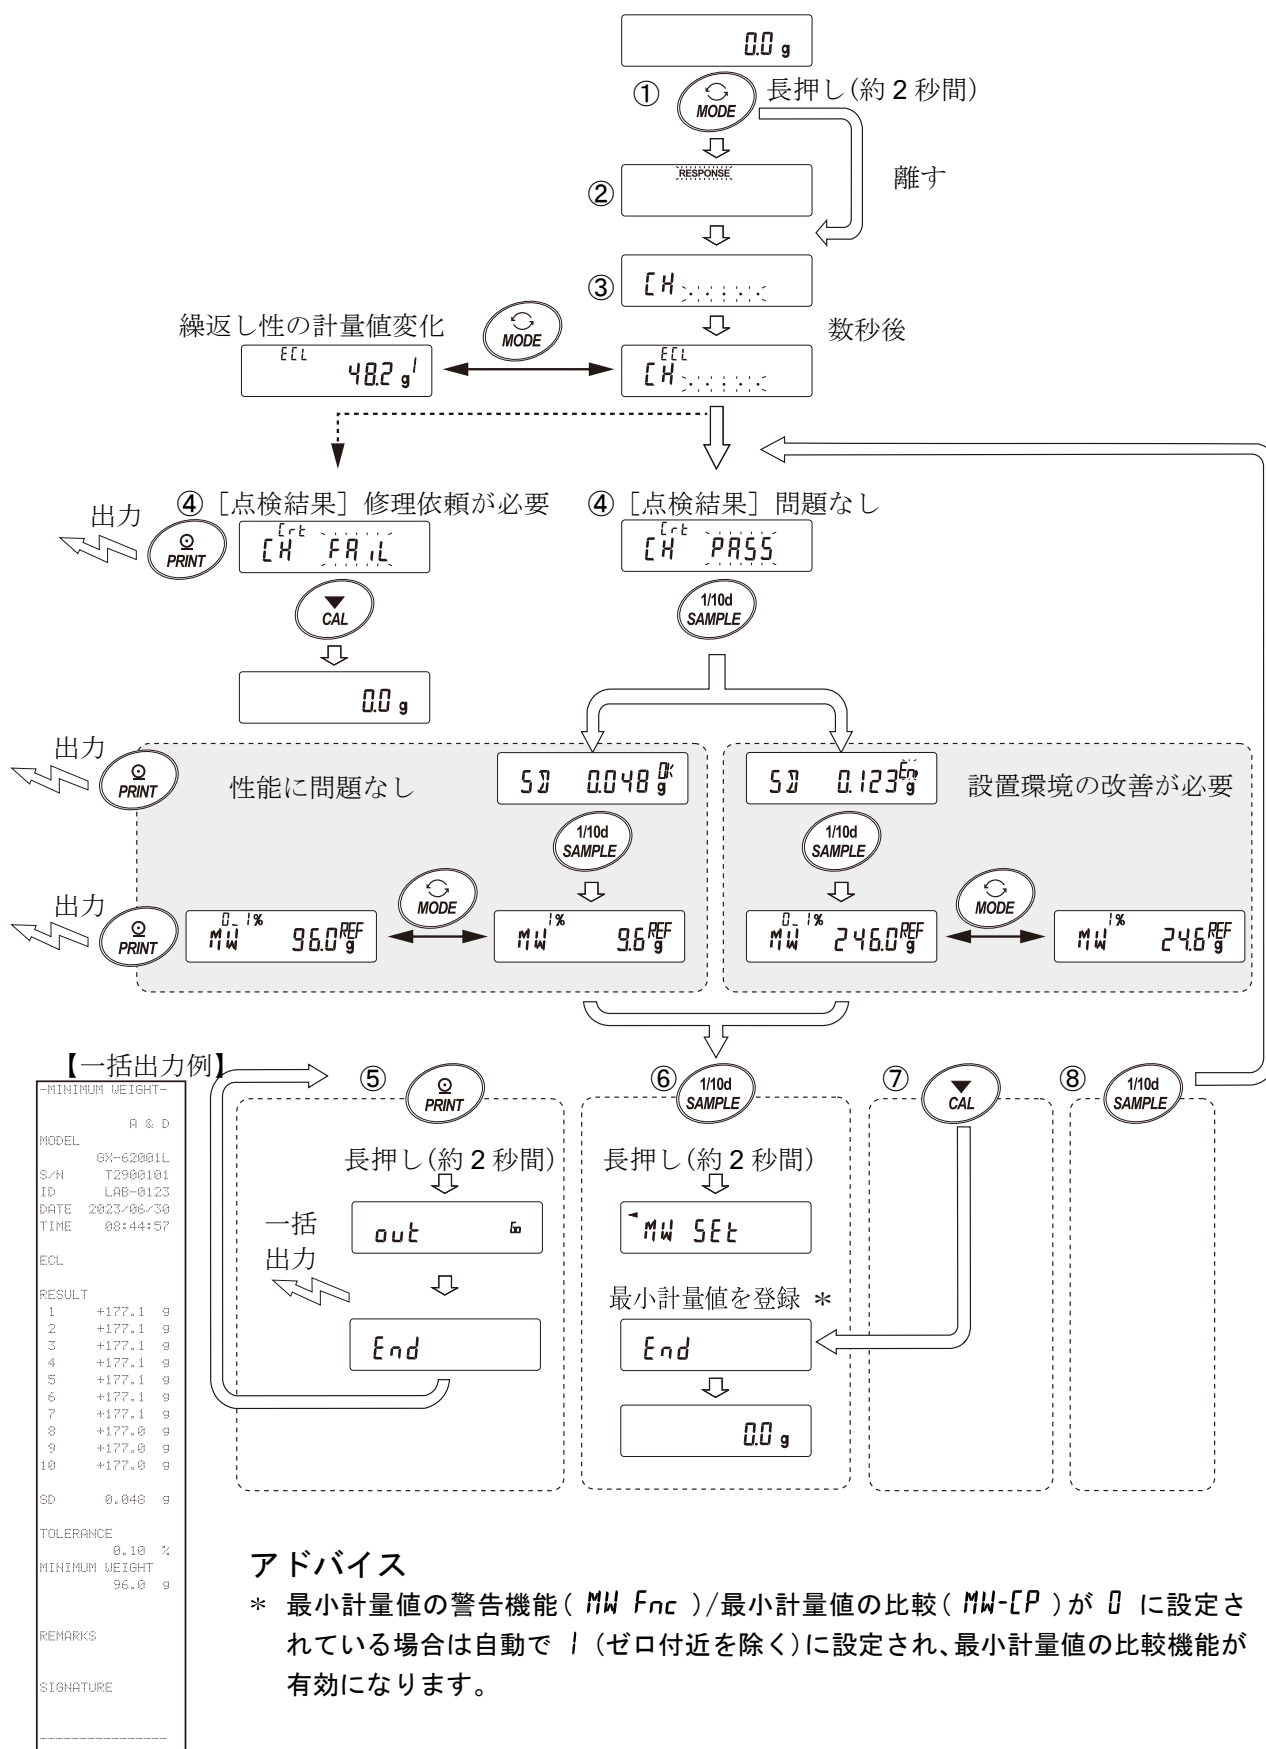 0.0 g
① MODE 長押し(約 2 秒間)
離す
② RESPONSE
③ CH
数秒後
繰返し性の計量値変化
MODE
ECL
48.2 g 1
ECL
CH
④ [点検結果] 修理依頼が必要
④ [点検結果] 問題なし
出力
PRINT
Crt
CH FAiL
Crt
CH PASS
CAL
1/10d
SAMPLE
0.0 g
出力
PRINT
性能に問題なし
SD 0.048 g OK
SD 0.123 g Env
設置環境の改善が必要
1/10d
SAMPLE
1/10d
SAMPLE
出力
PRINT
MODE
MODE
MW 0_ 1% 96.0 g REF
MW 1% 9.6 g REF
MW 0_ 1% 246.0 g REF
MW 1% 24.6 g REF
【一括出力例】
-MINIMUM WEIGHT-
A & D
MODEL
GX-62001L
S/N T2900101
ID LAB-0123
DATE 2023/06/30
TIME 08:44:57
ECL
RESULT
1 +177.1 g
2 +177.1 g
3 +177.1 g
4 +177.1 g
5 +177.1 g
6 +177.1 g
7 +177.1 g
8 +177.0 g
9 +177.0 g
10 +177.0 g
SD 0.048 g
TOLERANCE
0.10 %
MINIMUM WEIGHT
96.0 g
REMARKS
SIGNATURE
----------------
⑤ PRINT
長押し(約 2 秒間)
out Go
一括
出力
End
⑥ 1/10d
SAMPLE
長押し(約 2 秒間)
MW SEt
最小計量値を登録 *
End
0.0 g
⑦ CAL
⑧ 1/10d
SAMPLE
アドバイス
* 最小計量値の警告機能( MW Fnc )/最小計量値の比較( MW-CP )が 0 に設定さ
れている場合は自動で 1 (ゼロ付近を除く)に設定され、最小計量値の比較機能が
有効になります。